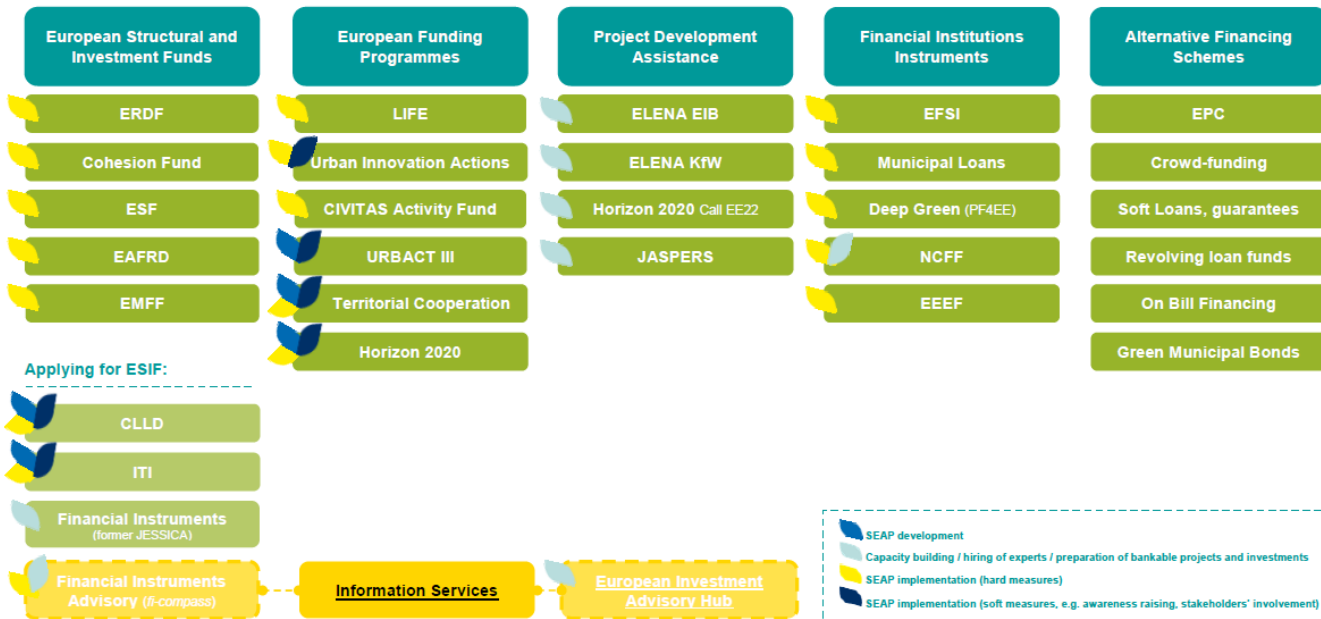 European Structural and
Investment Funds
ERDF
Cohesion Fund
ESF
EAFRD
EMFF
Applying for ESIF:
CLLD
ITI
Financial Instruments
(former JESSICA)
Financial Instruments
Advisory (fi-compass)
European Funding
Programmes
LIFE
Urban Innovation Actions
CIVITAS Activity Fund
URBACT III
Territorial Cooperation
Horizon 2020
Information Services
Project Development
Assistance
ELENA EIB
ELENA KfW
Horizon 2020 Call EE22
JASPERS
European Investment
Advisory Hub
Financial Institutions
Instruments
EFSI
Municipal Loans
Deep Green (PF4EE)
NCFF
EEEF
Alternative Financing
Schemes
EPC
Crowd-funding
Soft Loans, guarantees
Revolving loan funds
On Bill Financing
Green Municipal Bonds
SEAP development
Capacity building / hiring of experts / preparation of bankable projects and investments
SEAP implementation (hard measures)
SEAP implementation (soft measures, e.g. awareness raising, stakeholders' involvement)